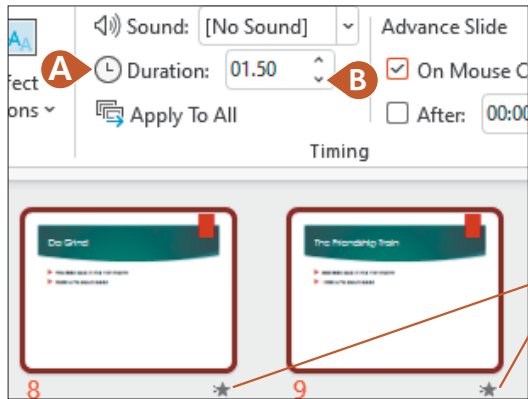 Sound: [No Sound]
Advance Slide
A
Duration: 01.50
B
On Mouse C
fect
ons
Apply To All
After: 00:00
Timing
Do Grind
The Friendship Train
8
9